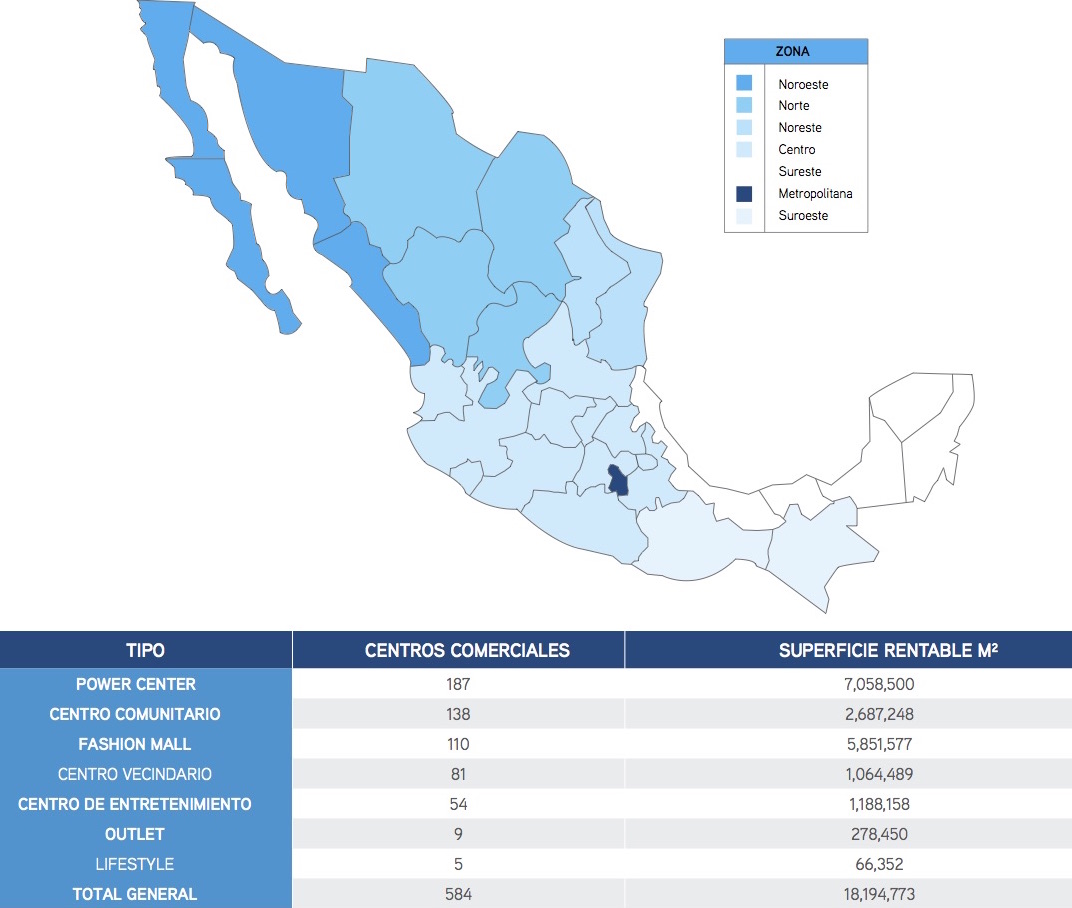 ZONA
Noroeste
Norte
Noreste
Centro
Sureste
Metropolitana
Suroeste
TIPO CENTROS COMERCIALES SUPERFICIE RENTABLE M²
POWER CENTER 187 7,058,500
CENTRO COMUNITARIO 138 2,687,248
FASHION MALL 110 5,851,577
CENTRO VECINDARIO 81 1,064,489
CENTRO DE ENTRETENIMIENTO 54 1,188,158
OUTLET 9 278,450
LIFESTYLE 5 66,352
TOTAL GENERAL 584 18,194,773